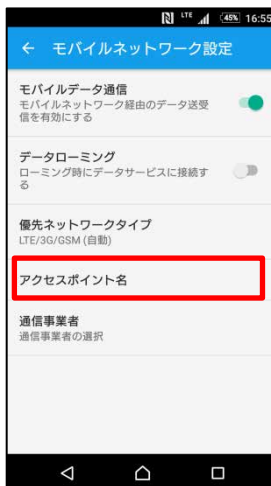 LTE 45% 16:55
モバイルネットワーク設定
モバイルデータ通信
モバイルネットワーク経由のデータ送受
信を有効にする
データローミング
ローミング時にデータサービスに接続す
る
優先ネットワークタイプ
LTE/3G/GSM (自動)
アクセスポイント名
通信事業者
通信事業者の選択